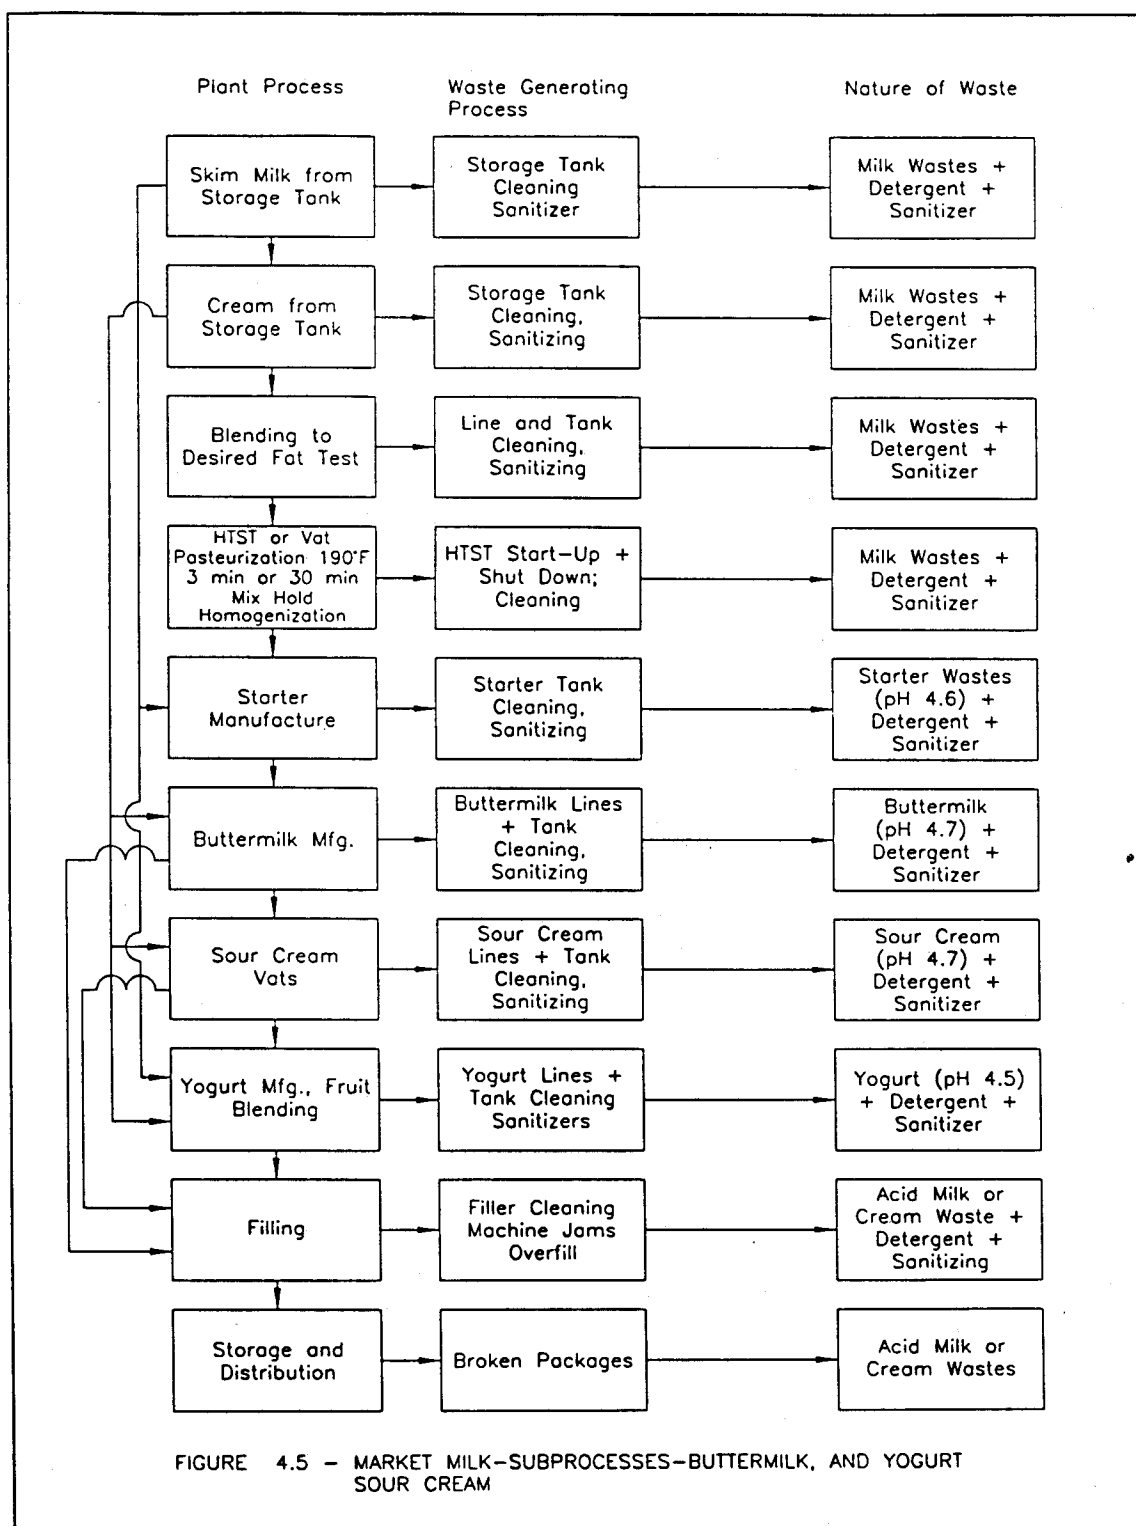 Plant Process
Waste Generating
Process
Nature of Waste
Skim Milk from
Storage Tank
Storage Tank
Cleaning
Sanitizer
Milk Wastes +
Detergent +
Sanitizer
Cream from
Storage Tank
Storage Tank
Cleaning,
Sanitizing
Milk Wastes +
Detergent +
Sanitizer
Blending to
Desired Fat Test
Line and Tank
Cleaning,
Sanitizing
Milk Wastes +
Detergent +
Sanitizer
HTST or Vat
Pasteurization 190°F
3 min or 30 min
Mix Hold
Homogenization
HTST Start-Up +
Shut Down;
Cleaning
Milk Wastes +
Detergent +
Sanitizer
Starter
Manufacture
Starter Tank
Cleaning,
Sanitizing
Starter Wastes
(pH 4.6) +
Detergent +
Sanitizer
Buttermilk Mfg.
Buttermilk Lines
+ Tank
Cleaning,
Sanitizing
Buttermilk
(pH 4.7) +
Detergent +
Sanitizer
Sour Cream
Vats
Sour Cream
Lines + Tank
Cleaning,
Sanitizing
Sour Cream
(pH 4.7) +
Detergent +
Sanitizer
Yogurt Mfg., Fruit
Blending
Yogurt Lines +
Tank Cleaning
Sanitizers
Yogurt (pH 4.5)
+ Detergent +
Sanitizer
Filling
Filler Cleaning
Machine Jams
Overfill
Acid Milk or
Cream Waste +
Detergent +
Sanitizing
Storage and
Distribution
Broken Packages
Acid Milk or
Cream Wastes
FIGURE 4.5 - MARKET MILK-SUBPROCESSES-BUTTERMILK, AND YOGURT
SOUR CREAM